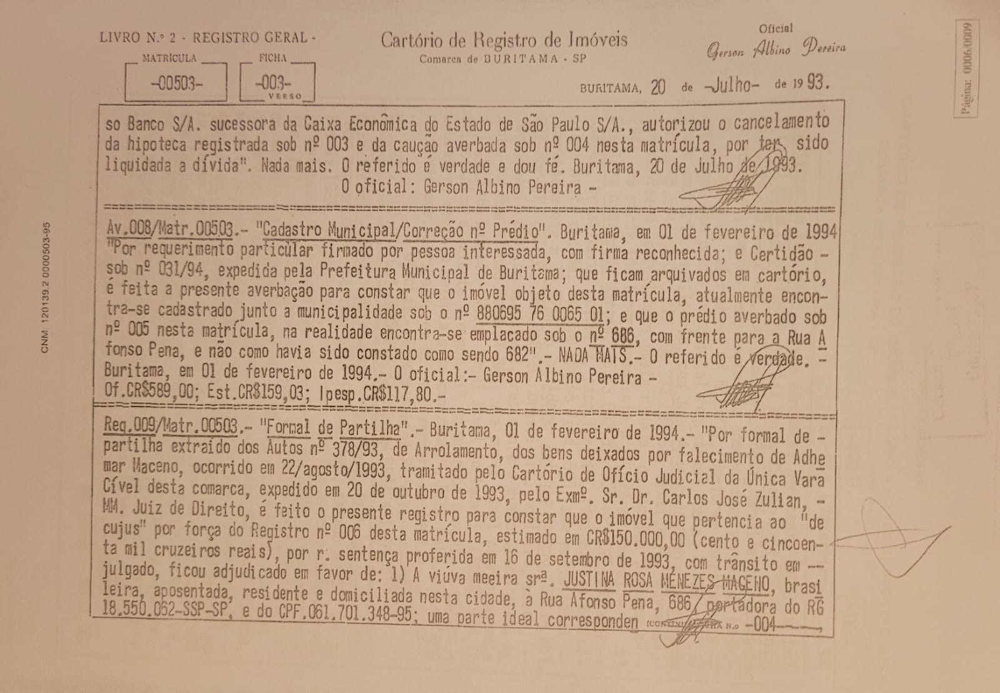 LIVRO N.º 2 - REGISTRO GERAL -
Cartório de Registro de Imóveis
Comarca de BURITAMA - SP
Oficial
Gerson Albino Pereira
MATRÍCULA
-00503-
FICHA
-003-
VERSO
BURITAMA, 20 de -Julho- de 1993.
Página: 0006/0009
CNM: 120139.2.0000503-95
so Banco S/A. sucessora da Caixa Econômica do Estado de São Paulo S/A., autorizou o cancelamento
da hipoteca registrada sob nº 003 e da caução averbada sob nº 004 nesta matrícula, por ter sido
liquidada a dívida". Nada mais. O referido é verdade e dou fé. Buritama, 20 de Julho de 1993.
O oficial: Gerson Albino Pereira -
Av.008/Matr.00503.- "Cadastro Municipal/Correção nº Prédio". Buritama, em 01 de fevereiro de 1994
"Por requerimento particular firmado por pessoa interessada, com firma reconhecida; e Certidão -
sob nº 031/94, expedida pela Prefeitura Municipal de Buritama; que ficam arquivados em cartório,
é feita a presente averbação para constar que o imóvel objeto desta matrícula, atualmente encon-
tra-se cadastrado junto a municipalidade sob o nº 880695 76 0065 01; e que o prédio averbado sob
nº 005 nesta matrícula, na realidade encontra-se emplacado sob o nº 686, com frente para a Rua A
fonso Pena, e não como havia sido constado como sendo 682".- NADA MAIS.- O referido é verdade. -
Buritama, em 01 de fevereiro de 1994.- O oficial:- Gerson Albino Pereira -
Of.CR$589,00; Est.CR$159,03; Ipesp.CR$117,80.-
Reg.009/Matr.00503.- "Formal de Partilha".- Buritama, 01 de fevereiro de 1994.- "Por formal de -
partilha extraído dos Autos nº 378/93, de Arrolamento, dos bens deixados por falecimento de Adhe
mar Maceno, ocorrido em 22/agosto/1993, tramitado pelo Cartório de Ofício Judicial da Única Vara
Cível desta comarca, expedido em 20 de outubro de 1993, pelo Exmº. Sr. Dr. Carlos José Zulian, -
MM. Juiz de Direito, é feito o presente registro para constar que o imóvel que pertencia ao "de
cujus" por força do Registro nº 006 desta matrícula, estimado em CR$150.000,00 (cento e cincoen-
ta mil cruzeiros reais), por r. sentença proferida em 16 de setembro de 1993, com trânsito em --
julgado, ficou adjudicado em favor de: 1) A viúva meeira srª. JUSTINA ROSA MENEZES MACENO, brasi
leira, aposentada, residente e domiciliada nesta cidade, à Rua Afonso Pena, 686, portadora do RG
18.550.062-SSP-SP, e do CPF.061.701.348-95; uma parte ideal corresponden N.º -004-